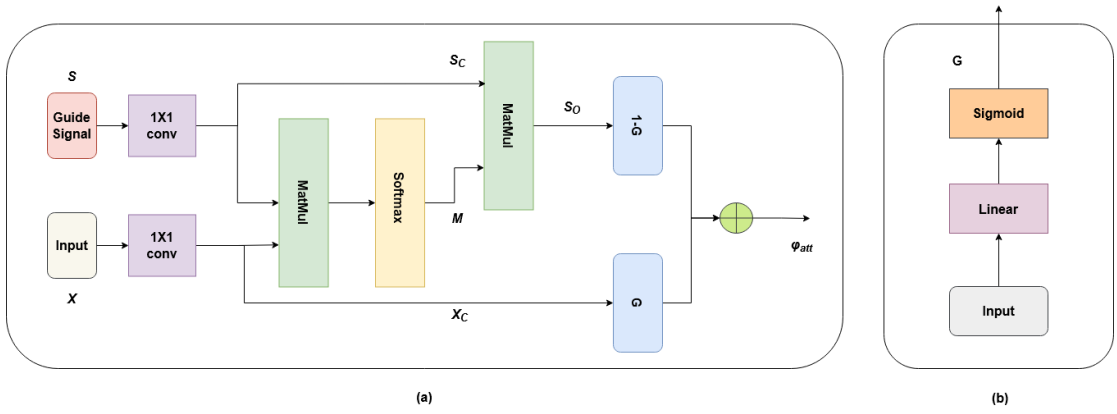 S
Guide
Signal
1X1
conv
MatMul
Softmax
S_C
MatMul
M
S_O
1-G
Input
X
1X1
conv
X_C
G
φ_att
(a)
G
Sigmoid
Linear
Input
(b)